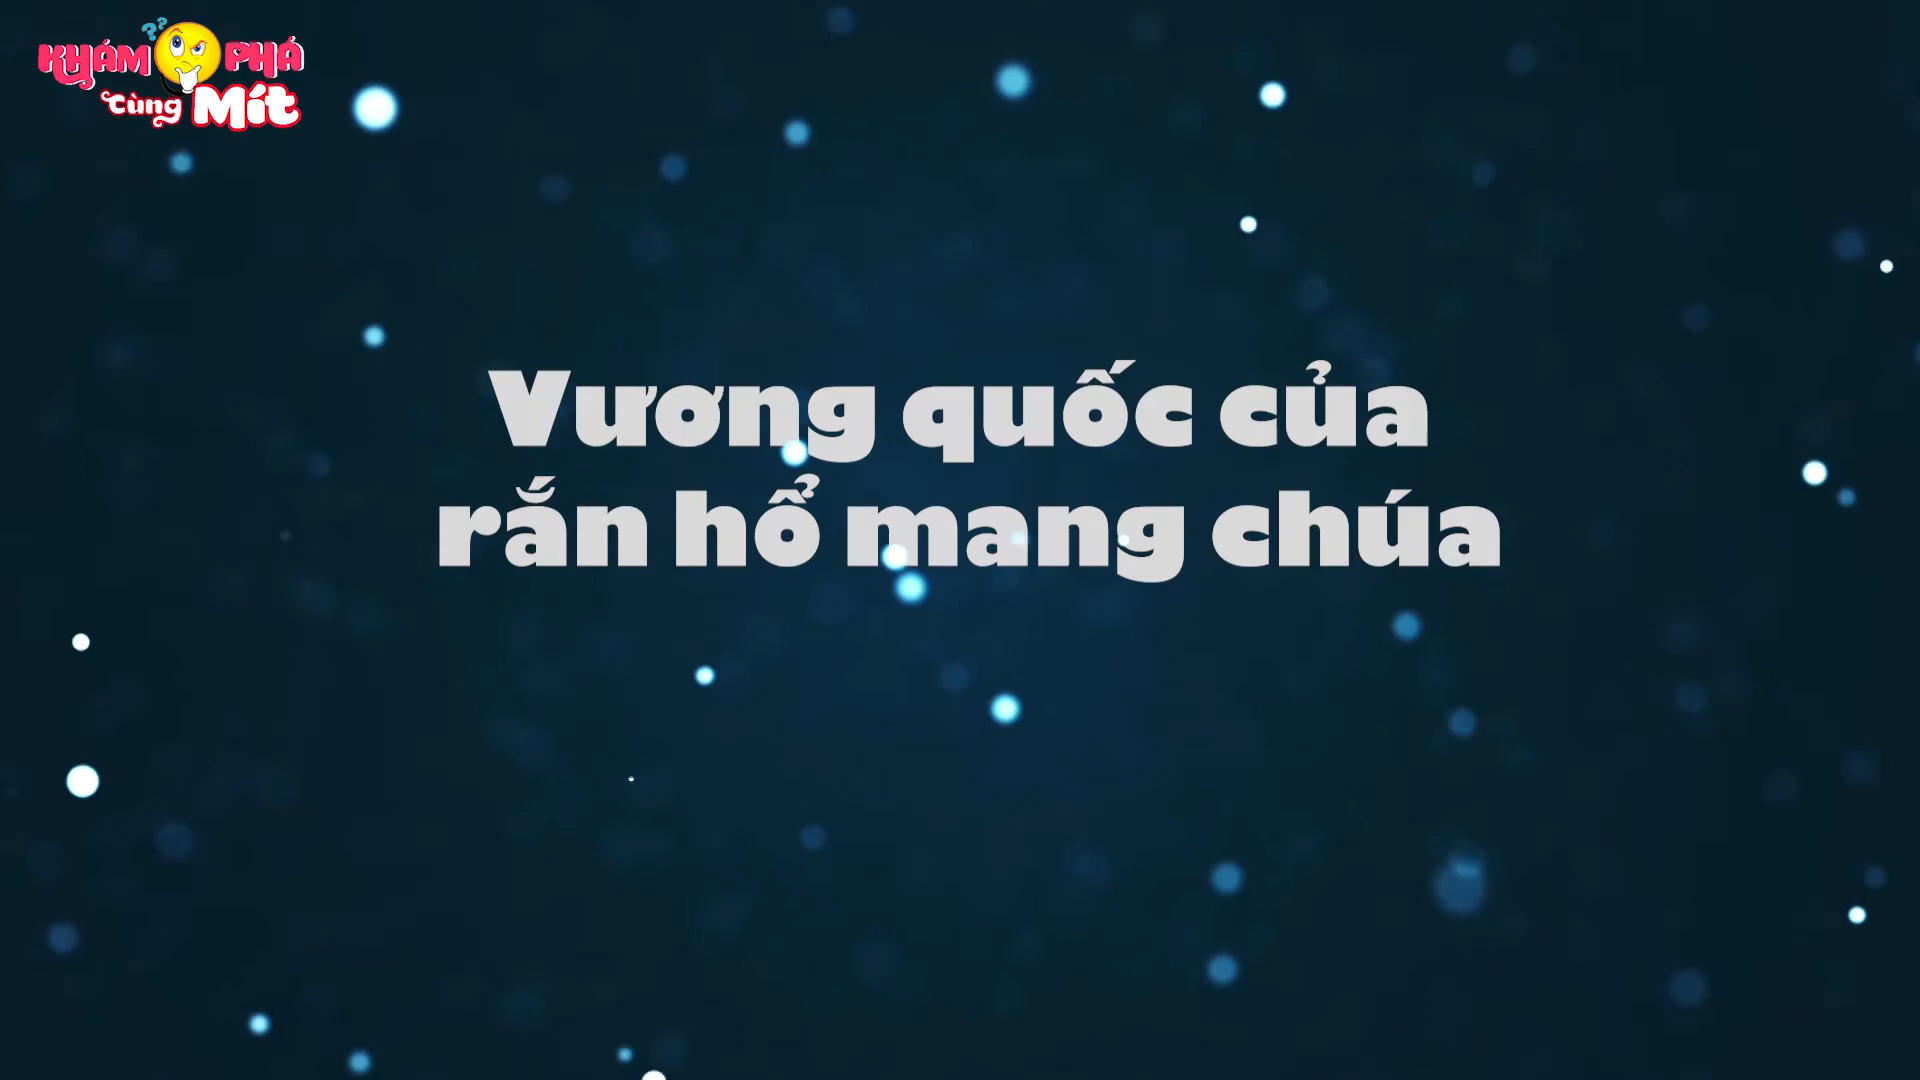 KHÁM PHÁ
Cùng Mít
Vương quốc của
rắn hổ mang chúa